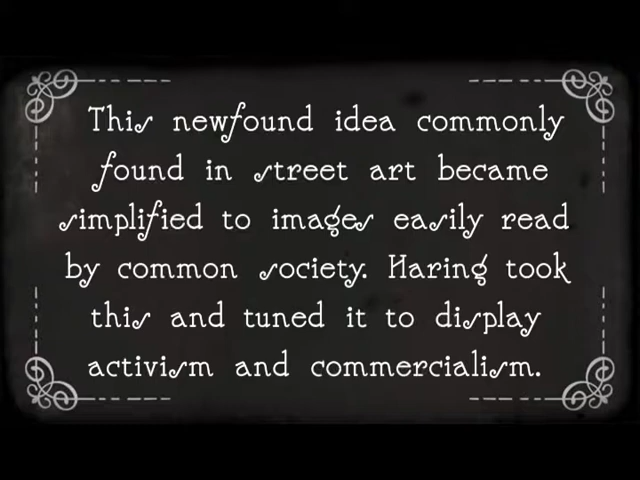 This newfound idea commonly
found in street art became
simplified to images easily read
by common society. Haring took
this and tuned it to display
activism and commercialism.